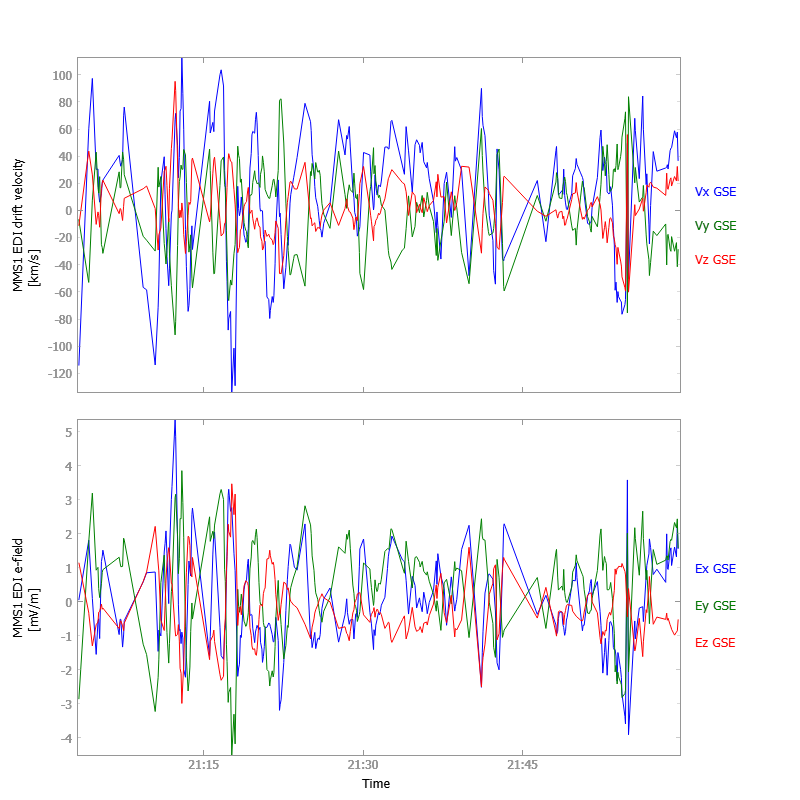 MMS1 EDI drift velocity
[km/s]
100
80
60
40
20
0
-20
-40
-60
-80
-100
-120
Vx GSE
Vy GSE
Vz GSE
MMS1 EDI e-field
[mV/m]
5
4
3
2
1
0
-1
-2
-3
-4
Ex GSE
Ey GSE
Ez GSE
21:15
21:30
21:45
Time